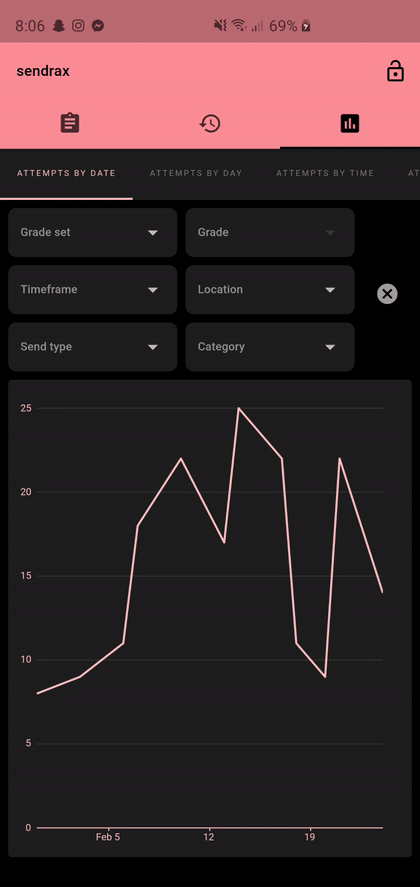 8:06 69%
sendrax
ATTEMPTS BY DATE ATTEMPTS BY DAY ATTEMPTS BY TIME AT
Grade set Grade
Timeframe Location
Send type Category
25
20
15
10
5
0
Feb 5 12 19